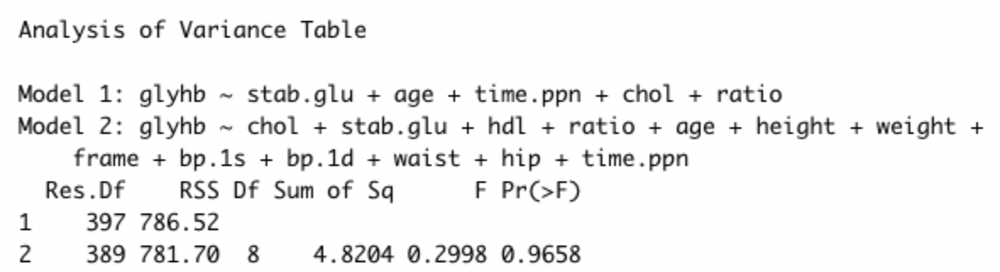 Analysis of Variance Table
Model 1: glyhb ~ stab.glu + age + time.ppn + chol + ratio
Model 2: glyhb ~ chol + stab.glu + hdl + ratio + age + height + weight +
frame + bp.1s + bp.1d + waist + hip + time.ppn
Res.Df RSS Df Sum of Sq F Pr(>F)
1 397 786.52
2 389 781.70 8 4.8204 0.2998 0.9658